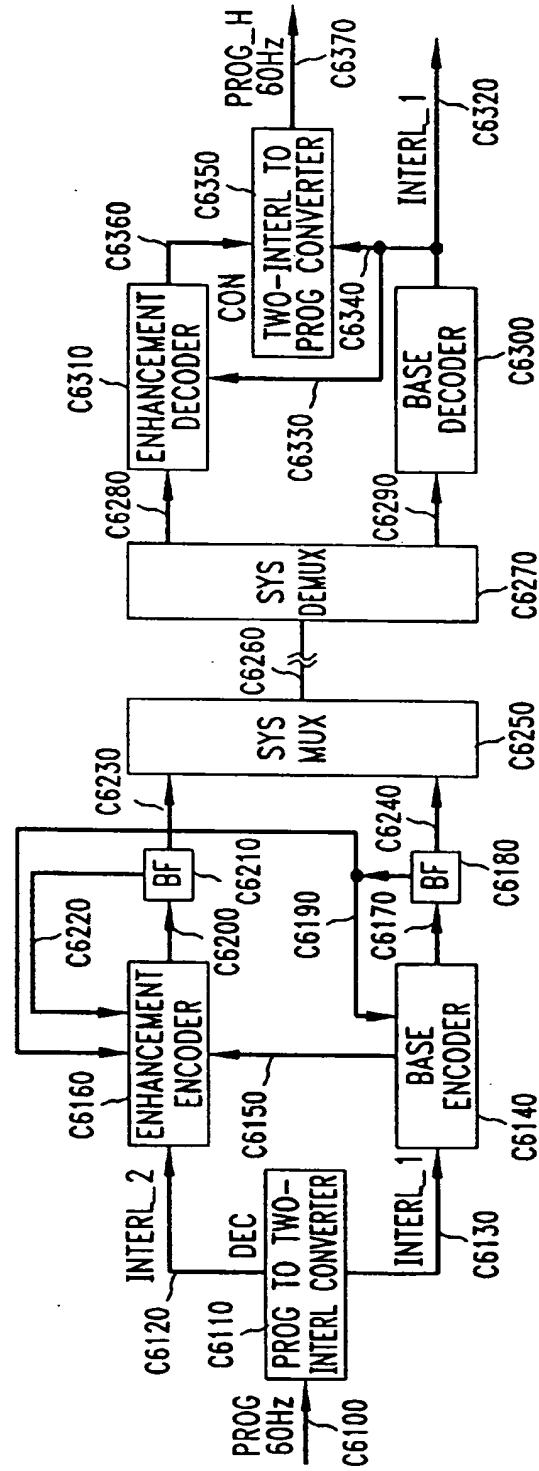 PROG
60Hz
C6100
C6110
PROG TO TWO-
INTERL CONVERTER
DEC
C6120
INTERL_2
INTERL_1
C6130
C6160
ENHANCEMENT
ENCODER
C6150
BASE
ENCODER
C6140
C6220
C6200
BF
C6210
C6190
C6170
BF
C6180
C6230
C6240
SYS
MUX
C6250
C6260
SYS
DEMUX
C6270
C6280
C6290
C6310
ENHANCEMENT
DECODER
C6330
BASE
DECODER
C6300
C6360
CON
C6350
TWO-INTERL TO
PROG CONVERTER
C6340
PROG_H
60Hz
C6370
INTERL_1
C6320